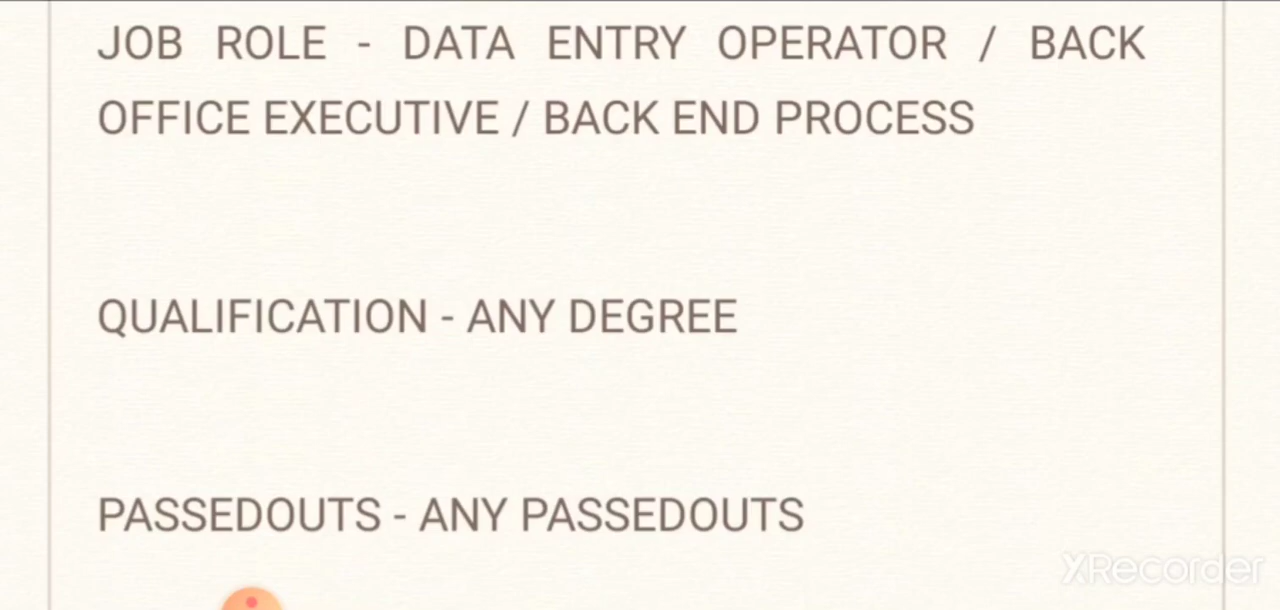 JOB ROLE - DATA ENTRY OPERATOR / BACK
OFFICE EXECUTIVE / BACK END PROCESS
QUALIFICATION - ANY DEGREE
PASSEDOUTS - ANY PASSEDOUTS
XRecorder